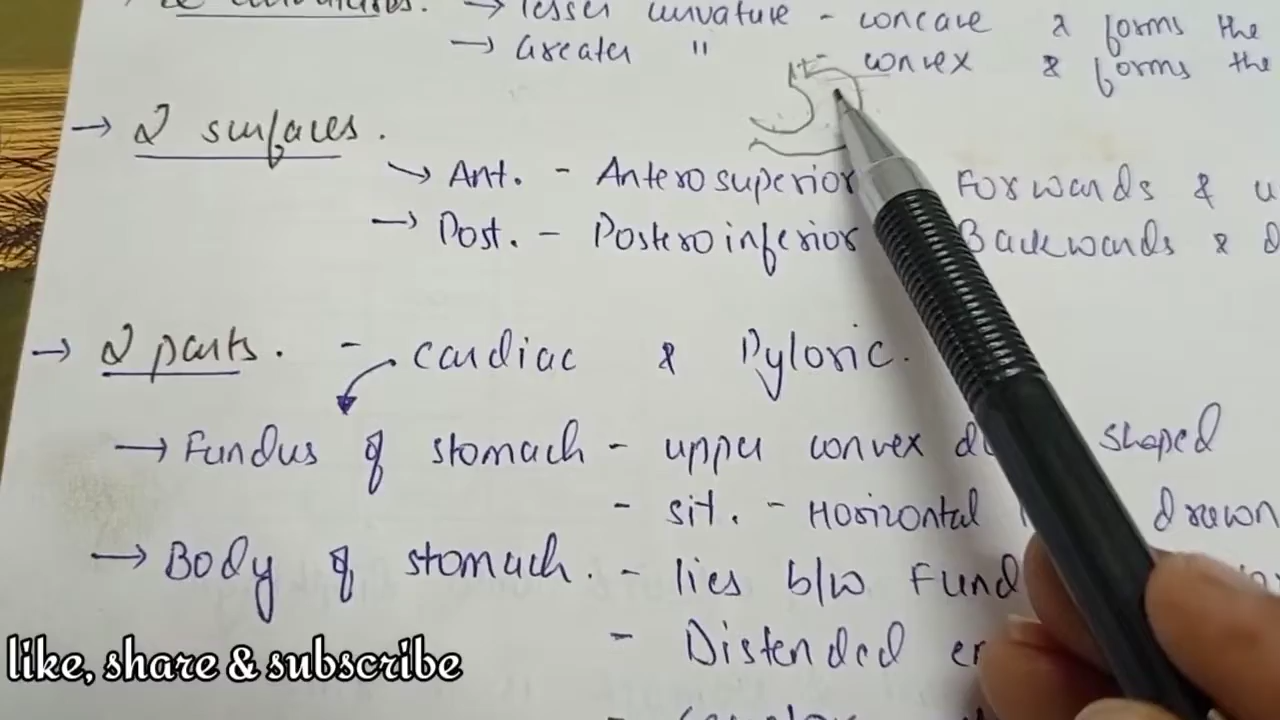 → lesser curvature - concave & forms the
→ Greater " - convex & forms the
→ 2 surfaces.
→ Ant. - Anterosuperior Forwards & u
→ Post. - Posteroinferior Backwards & d
→ 2 parts. - cardiac & Pyloric.
→ Fundus of stomach - upper convex do shaped
- sit. - Horizontal drawn
→ Body of stomach. - lies b/w Fund
- Distended
like, share & subscribe